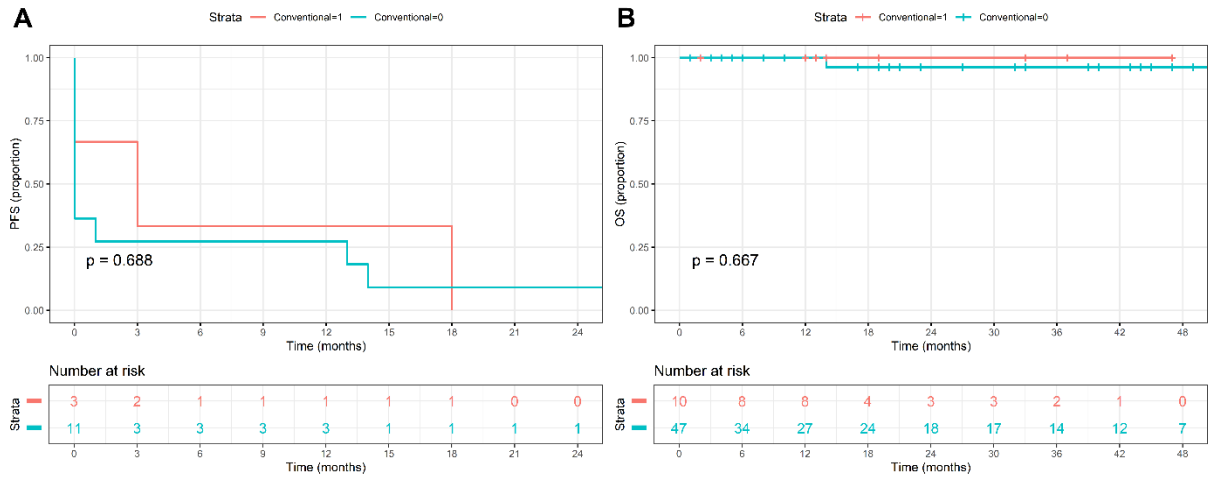 A
Strata Conventional=1 Conventional=0
PFS (proportion)
1.00
0.75
0.50
0.25
0.00
p = 0.688
0 3 6 9 12 15 18 21 24
Time (months)
Number at risk
Strata
3 2 1 1 1 1 1 0 0
11 3 3 3 3 1 1 1 1
0 3 6 9 12 15 18 21 24
Time (months)
B
Strata Conventional=1 Conventional=0
OS (proportion)
1.00
0.75
0.50
0.25
0.00
p = 0.667
0 6 12 18 24 30 36 42 48
Time (months)
Number at risk
Strata
10 8 8 4 3 3 2 1 0
47 34 27 24 18 17 14 12 7
0 6 12 18 24 30 36 42 48
Time (months)